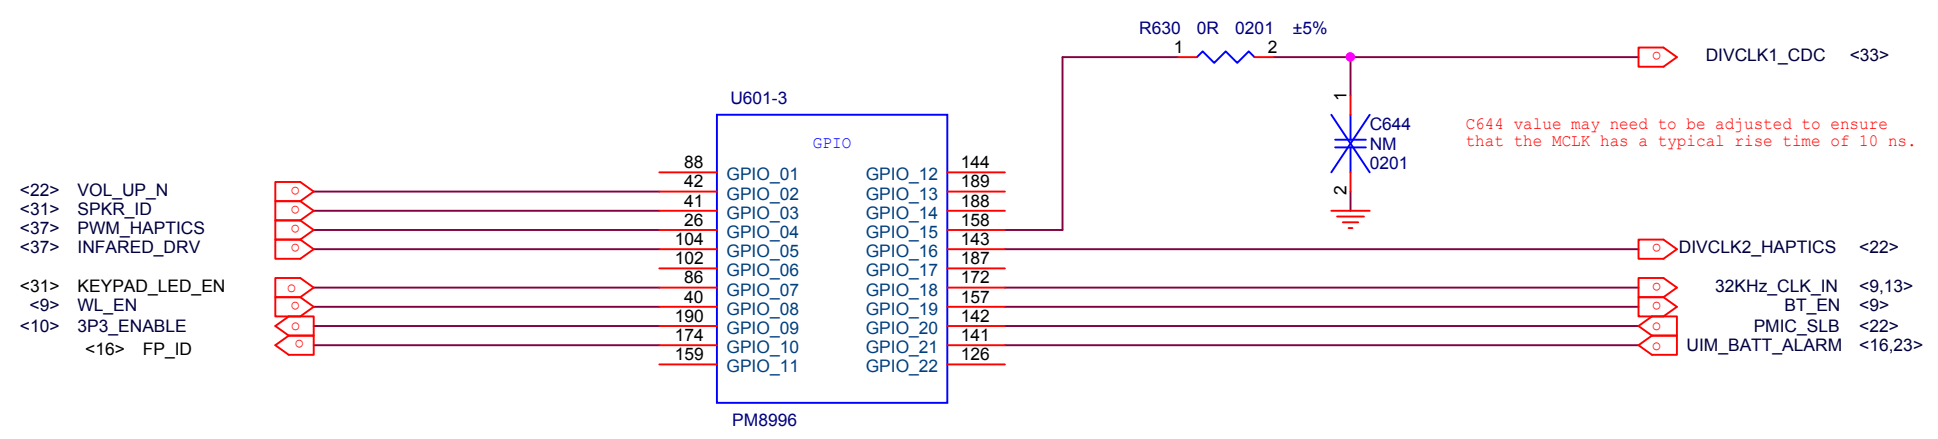 R630 0R 0201 ±5%
1 2
DIVCLK1_CDC <33>
U601-3
1
C644
NM
0201
2
C644 value may need to be adjusted to ensure
that the MCLK has a typical rise time of 10 ns.
GPIO
88 GPIO_01 GPIO_12 144
<22> VOL_UP_N 42 GPIO_02 GPIO_13 189
<31> SPKR_ID 41 GPIO_03 GPIO_14 188
<37> PWM_HAPTICS 26 GPIO_04 GPIO_15 158
<37> INFARED_DRV 104 GPIO_05 GPIO_16 143 DIVCLK2_HAPTICS <22>
102 GPIO_06 GPIO_17 187
<31> KEYPAD_LED_EN 86 GPIO_07 GPIO_18 172 32KHz_CLK_IN <9,13>
<9> WL_EN 40 GPIO_08 GPIO_19 157 BT_EN <9>
<10> 3P3_ENABLE 190 GPIO_09 GPIO_20 142 PMIC_SLB <22>
<16> FP_ID 174 GPIO_10 GPIO_21 141 UIM_BATT_ALARM <16,23>
159 GPIO_11 GPIO_22 126
PM8996